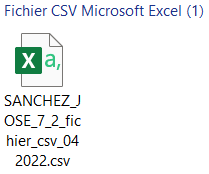 Fichier CSV Microsoft Excel (1)
X a,
SANCHEZ_J
OSE_7_2_fic
hier_csv_04
2022.csv